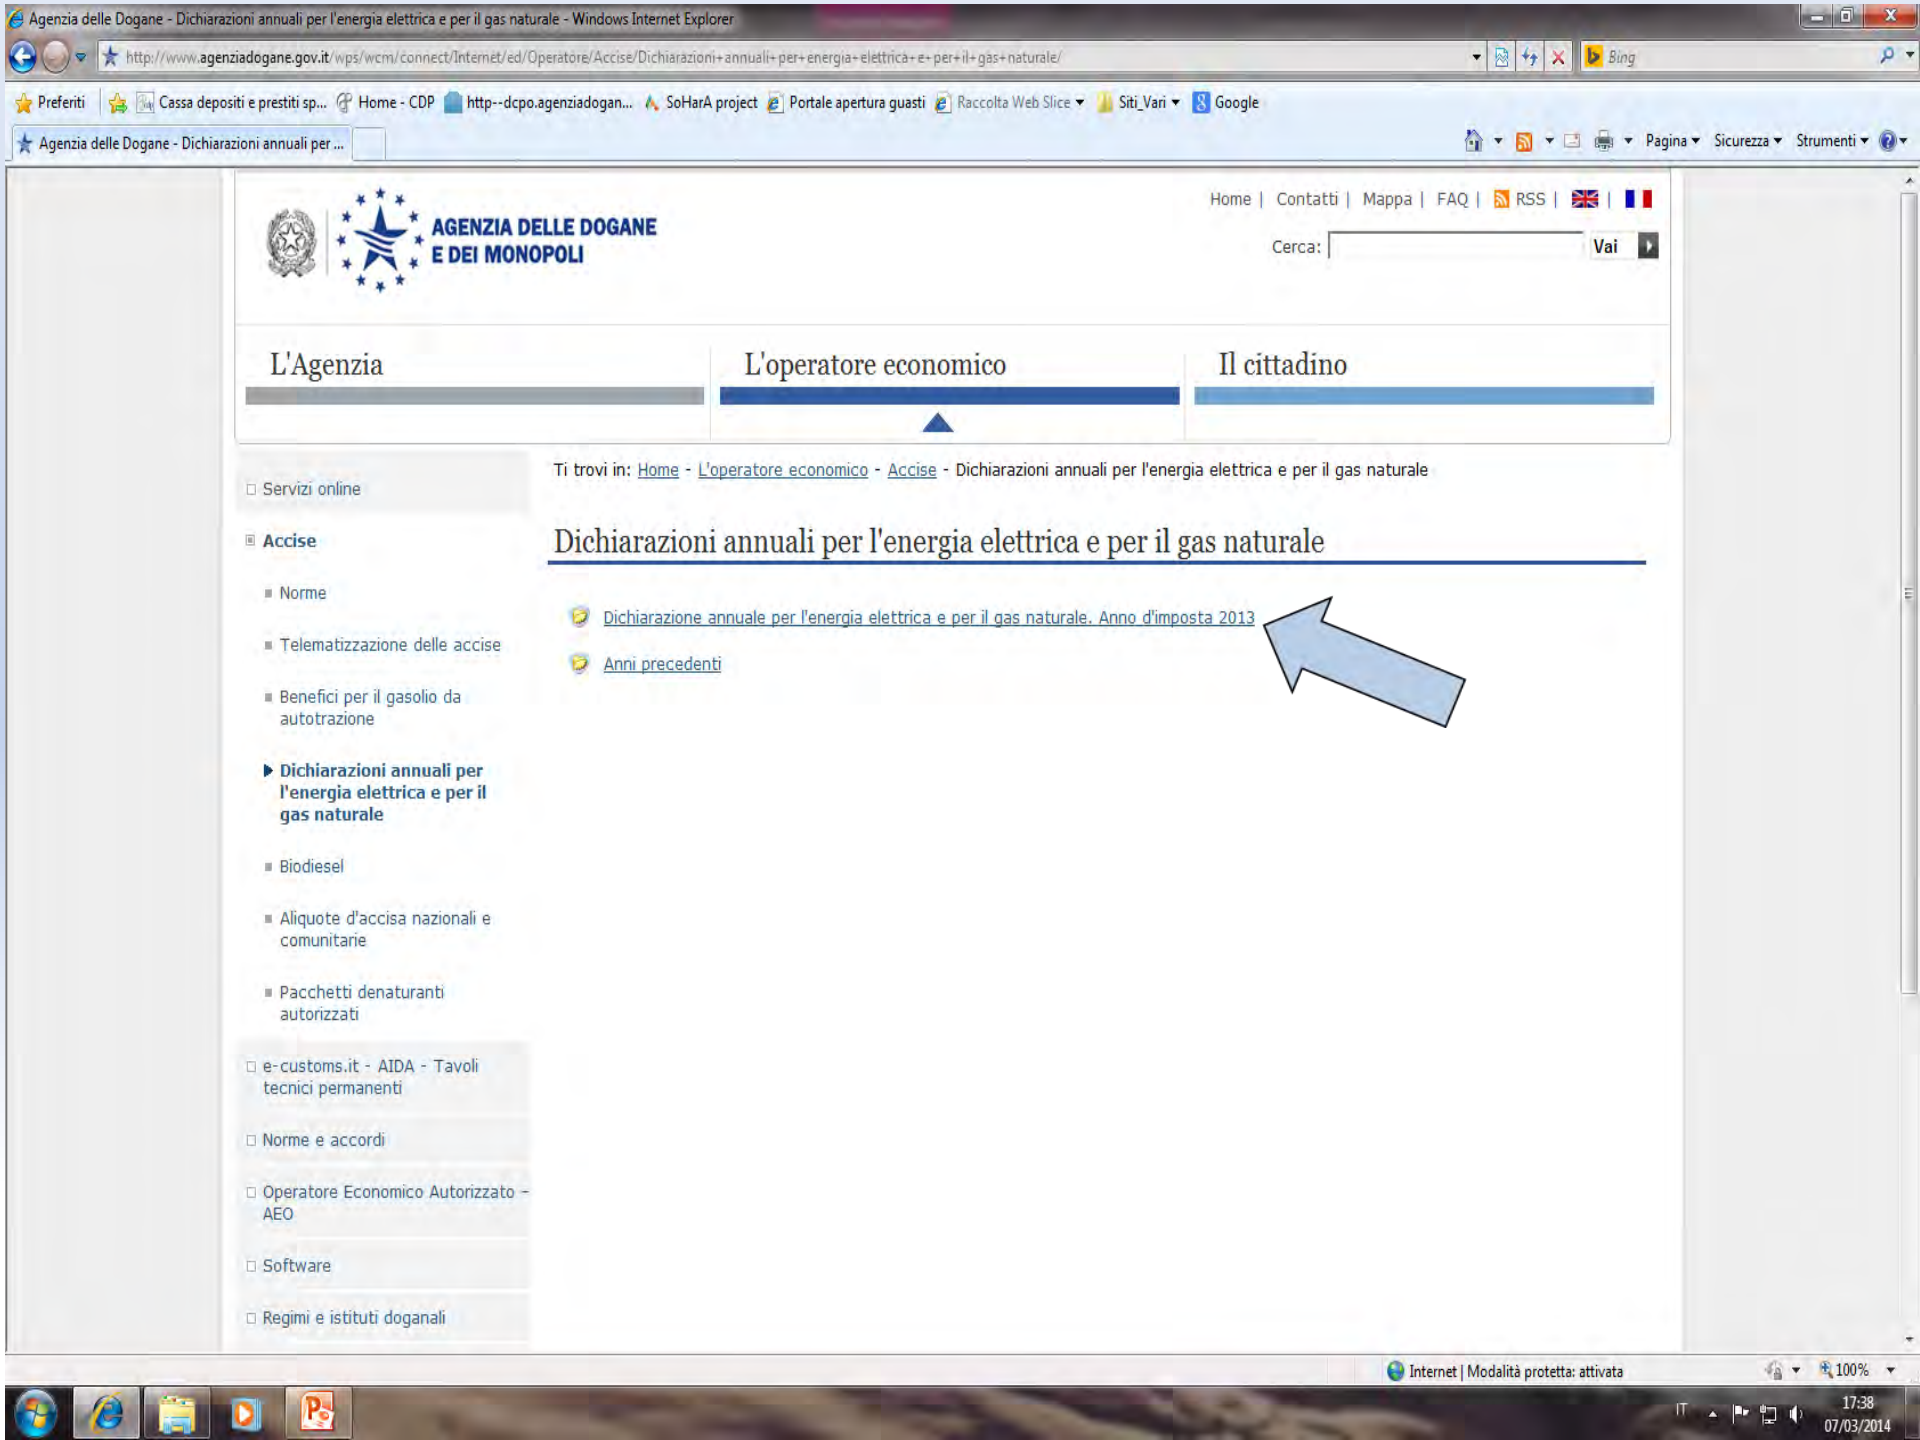 Agenzia delle Dogane - Dichiarazioni annuali per l'energia elettrica e per il gas naturale - Windows Internet Explorer
http://www.agenziadogane.gov.it/wps/wcm/connect/Internet/ed/Operatore/Accise/Dichiarazioni+annuali+per+energia+elettrica+e+per+il+gas+naturale/
Bing
Preferiti Cassa depositi e prestiti sp... Home - CDP http--dcpo.agenziadogan... SoHarA project Portale apertura guasti Raccolta Web Slice Siti_Vari Google
Agenzia delle Dogane - Dichiarazioni annuali per ...
Pagina Sicurezza Strumenti
Home | Contatti | Mappa | FAQ | RSS | |
AGENZIA DELLE DOGANE
E DEI MONOPOLI
Cerca: Vai
L'Agenzia L'operatore economico Il cittadino
Ti trovi in: Home - L'operatore economico - Accise - Dichiarazioni annuali per l'energia elettrica e per il gas naturale
Servizi online
Accise
Norme
Telematizzazione delle accise
Benefici per il gasolio da
autotrazione
Dichiarazioni annuali per
l'energia elettrica e per il
gas naturale
Biodiesel
Aliquote d'accisa nazionali e
comunitarie
Pacchetti denaturanti
autorizzati
e-customs.it - AIDA - Tavoli
tecnici permanenti
Norme e accordi
Operatore Economico Autorizzato -
AEO
Software
Regimi e istituti doganali
Dichiarazioni annuali per l'energia elettrica e per il gas naturale
Dichiarazione annuale per l'energia elettrica e per il gas naturale. Anno d'imposta 2013
Anni precedenti
Internet | Modalità protetta: attivata
100%
IT
17:38
07/03/2014